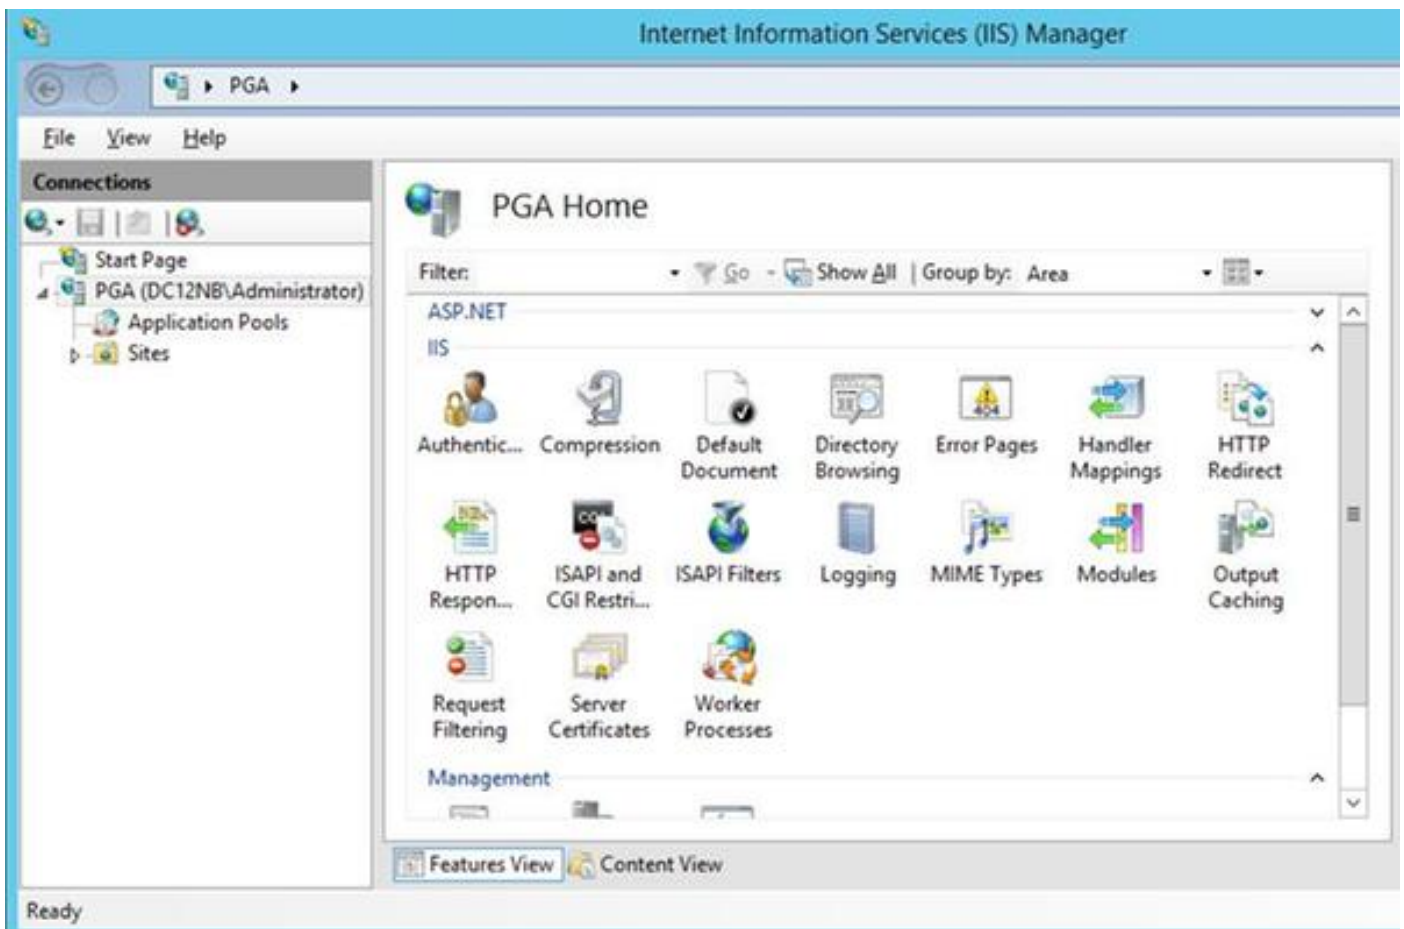 Internet Information Services (IIS) Manager
PGA
File View Help
Connections
Start Page
PGA (DC12NB\Administrator)
Application Pools
Sites
PGA Home
Filter: Go Show All Group by: Area
ASP.NET
IIS
Authentic... Compression Default Directory Error Pages Handler HTTP
Document Browsing Mappings Redirect
404
HTTP ISAPI and ISAPI Filters Logging MIME Types Modules Output
Respon... CGI Restri... Caching
Request Server Worker
Filtering Certificates Processes
Management
Features View Content View
Ready